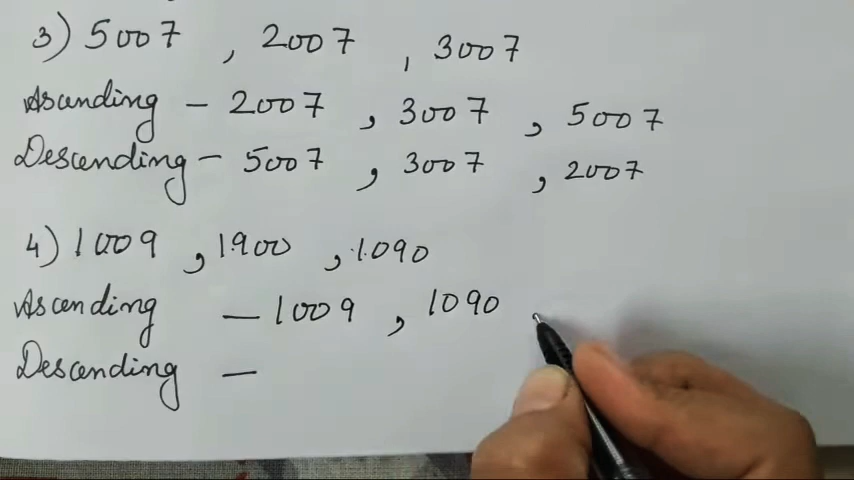 3) 5007 , 2007 , 3007
Ascending - 2007 , 3007 , 5007
Descending - 5007 , 3007 , 2007
4) 1009 , 1900 , 1090
Ascending - 1009 , 1090
Descending -